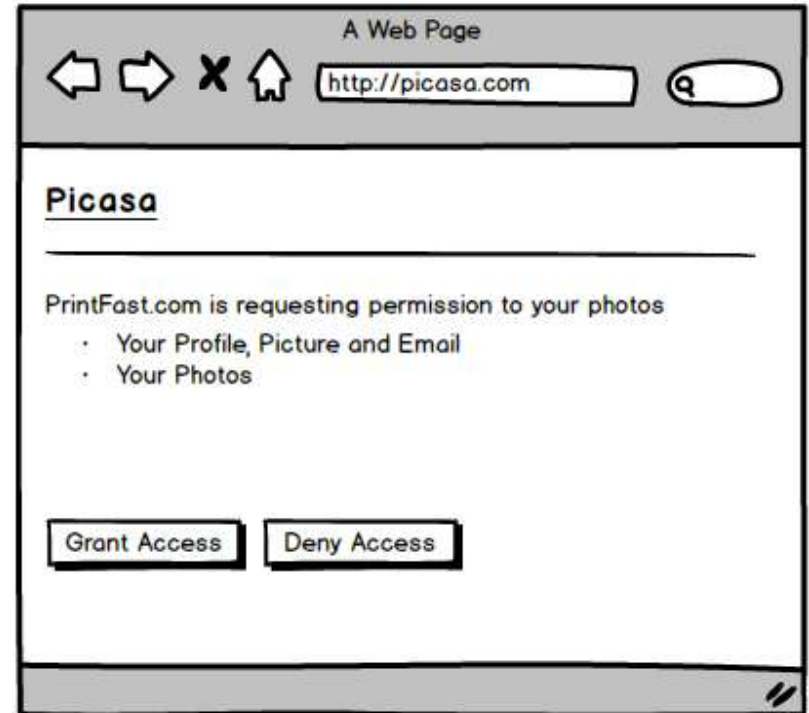 A Web Page
http://picasa.com
Picasa
PrintFast.com is requesting permission to your photos
· Your Profile, Picture and Email
· Your Photos
Grant Access Deny Access